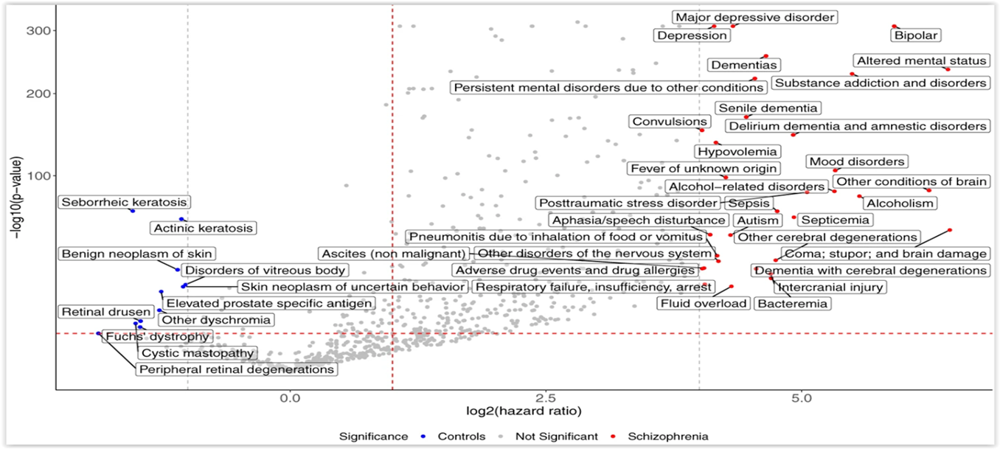 Major depressive disorder
300
Depression
Bipolar
Dementias
Altered mental status
Persistent mental disorders due to other conditions
Substance addiction and disorders
200
Senile dementia
Convulsions
Delirium dementia and amnestic disorders
Hypovolemia
Mood disorders
Fever of unknown origin
100
Other conditions of brain
Alcohol-related disorders
Seborrheic keratosis
Posttraumatic stress disorder
Sepsis
Alcoholism
Aphasia/speech disturbance
Autism
Septicemia
Actinic keratosis
Pneumonitis due to inhalation of food or vomitus
Other cerebral degenerations
Benign neoplasm of skin
Ascites (non malignant)
Other disorders of the nervous system
Coma; stupor; and brain damage
Disorders of vitreous body
Adverse drug events and drug allergies
Dementia with cerebral degenerations
Skin neoplasm of uncertain behavior
Respiratory failure, insufficiency, arrest
Intercranial injury
Elevated prostate specific antigen
Fluid overload
Bacteremia
Retinal drusen
Other dyschromia
Fuchs' dystrophy
Cystic mastopathy
Peripheral retinal degenerations
−log10(p−value)
0.0
2.5
5.0
log2(hazard ratio)
Significance Controls Not Significant Schizophrenia